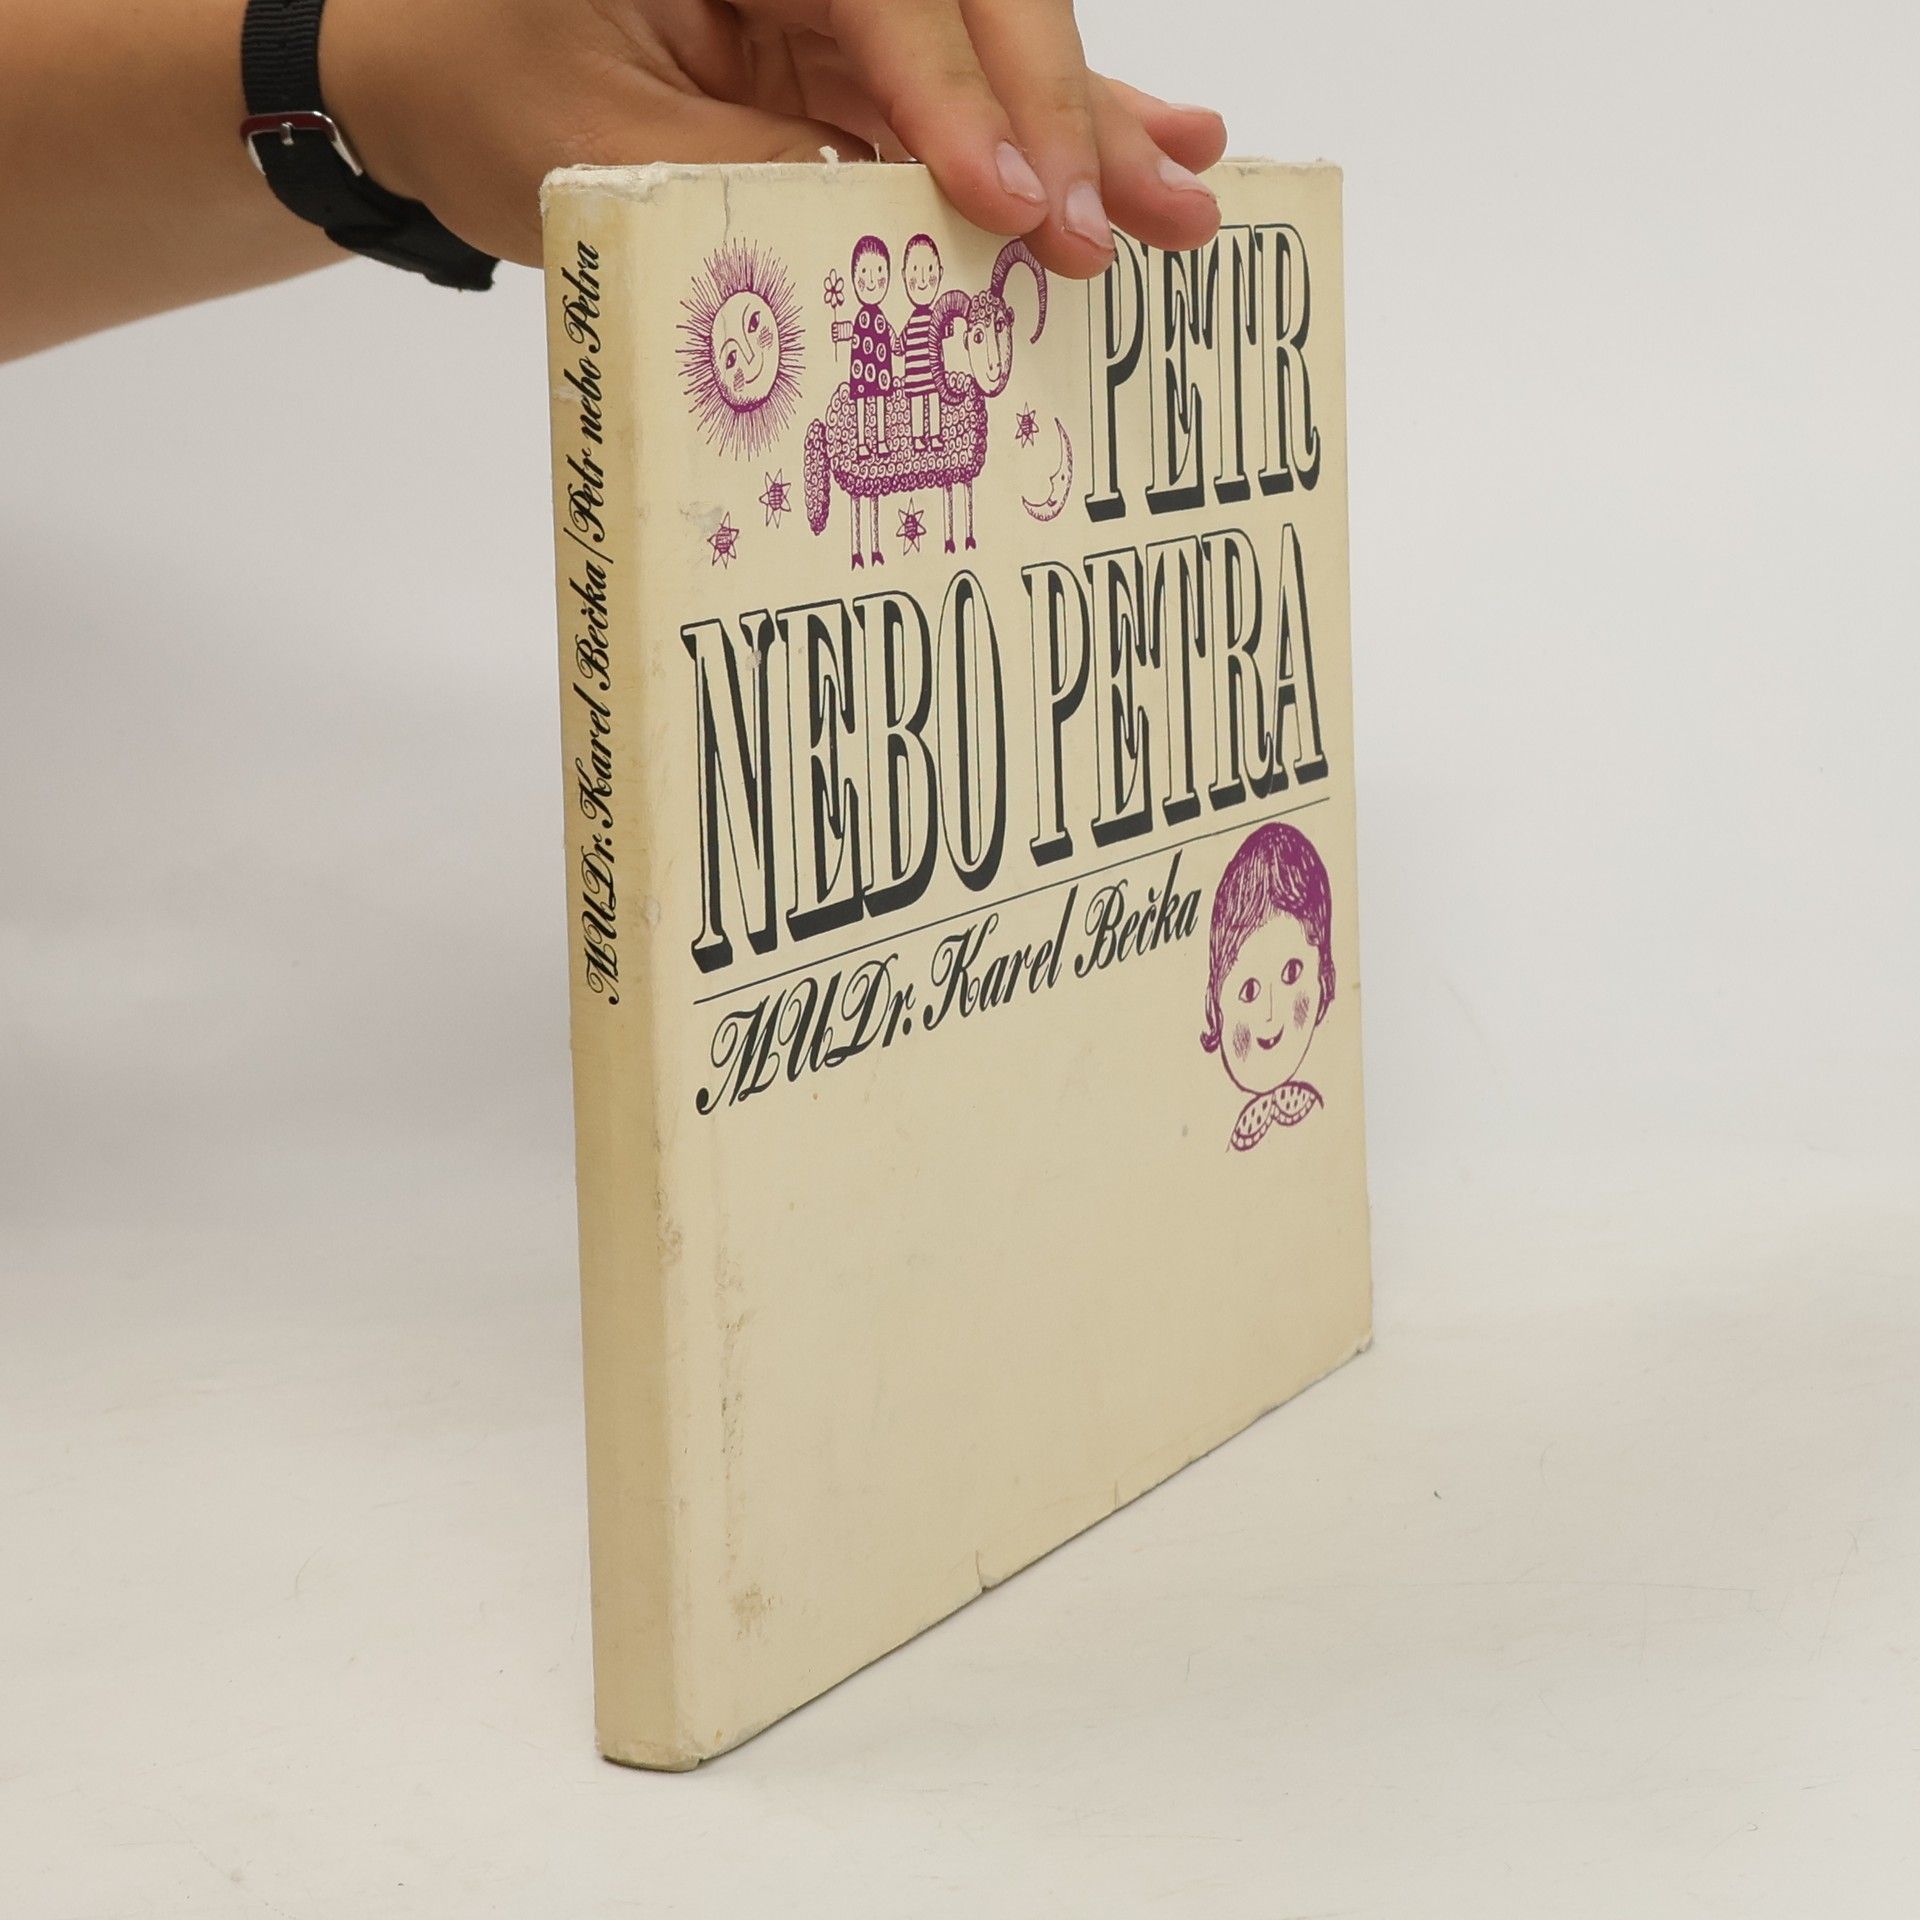 MUDr. Karel Bečka / Petr nebo Petra
PETR
NEBO PETRA
MUDr. Karel Bečka